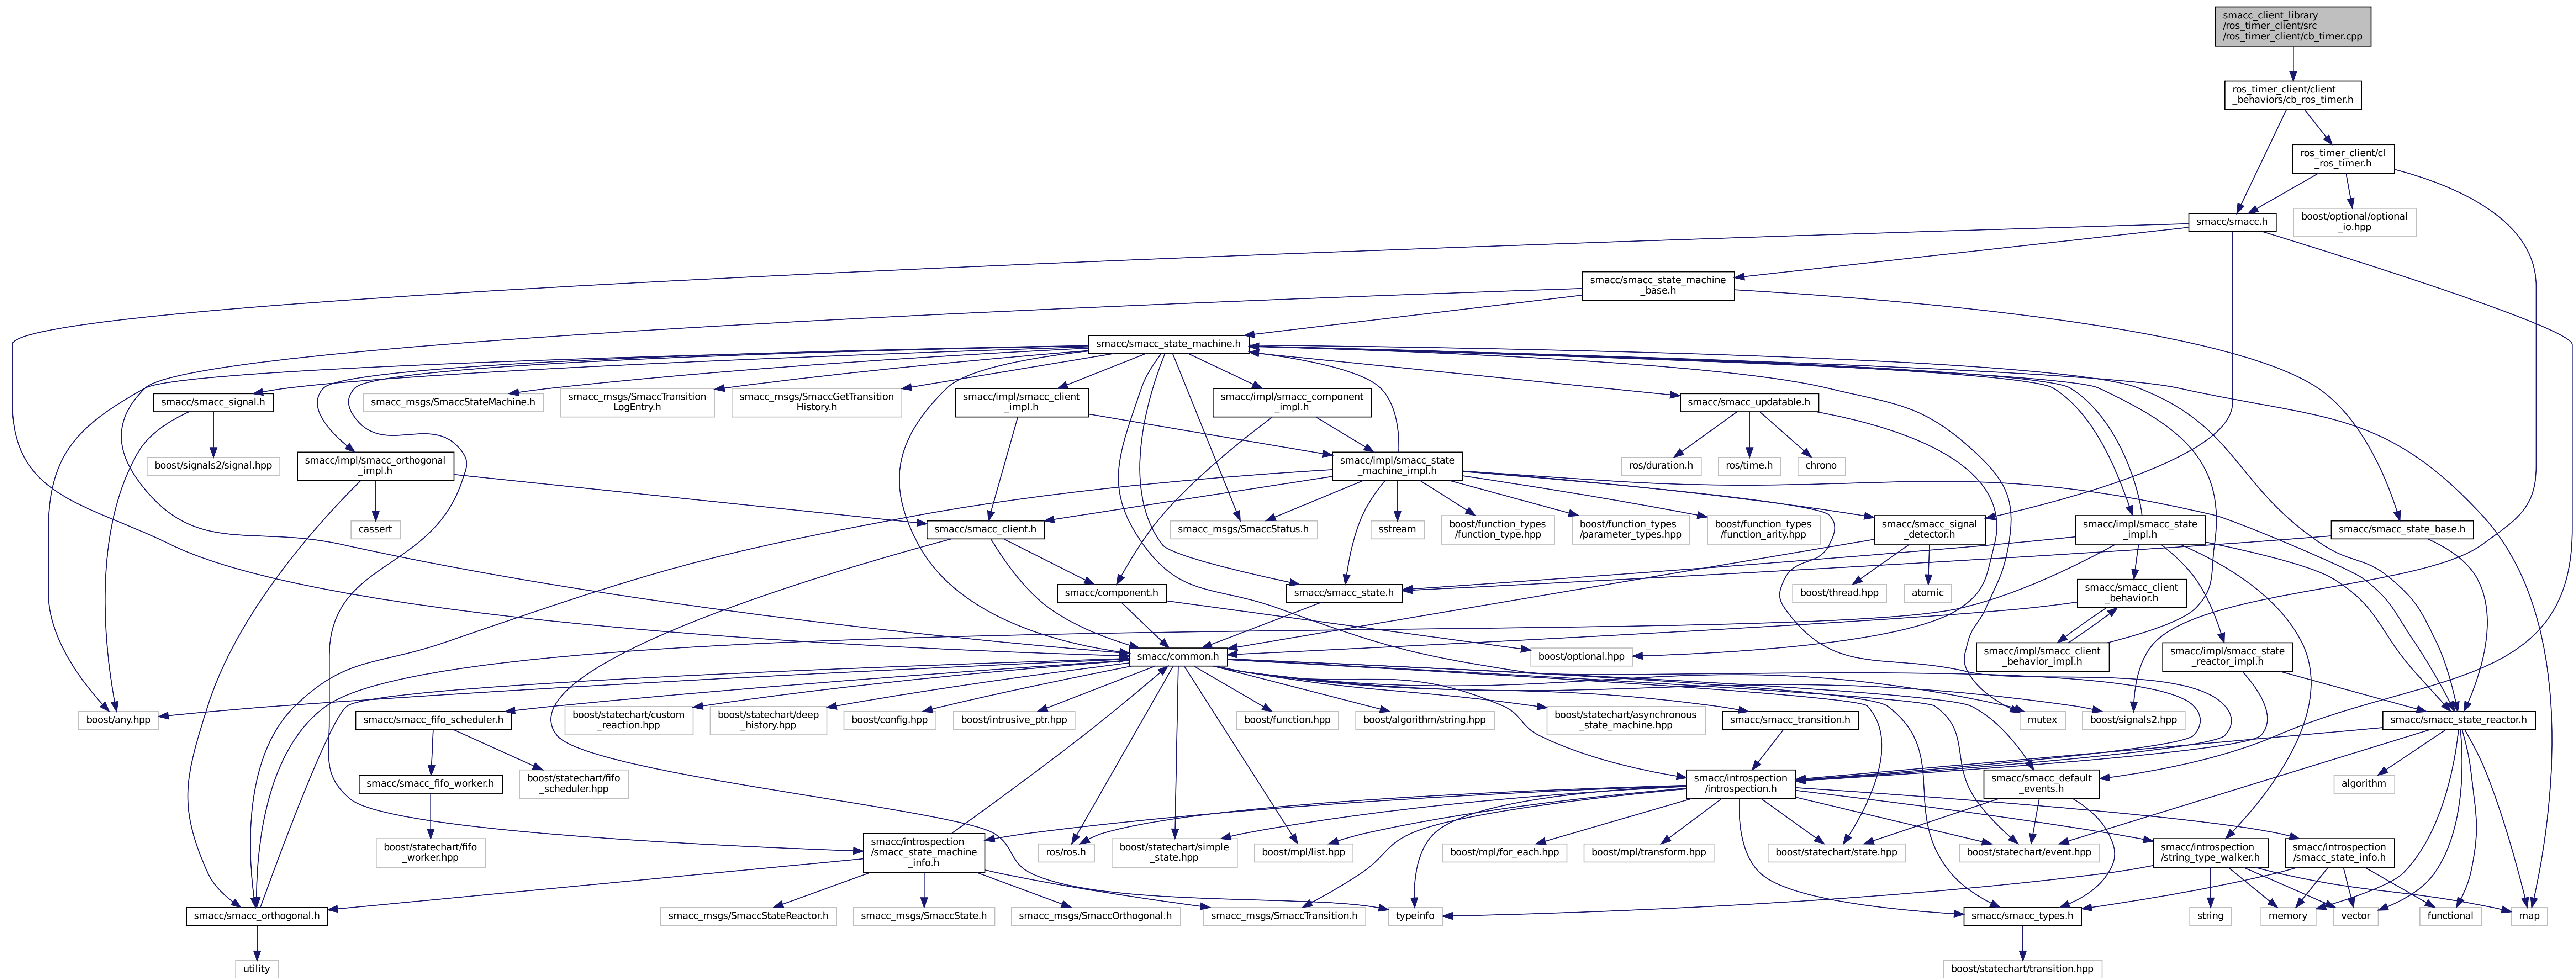 smacc_client_library
/ros_timer_client/src
/ros_timer_client/cb_timer.cpp
ros_timer_client/client
_behaviors/cb_ros_timer.h
ros_timer_client/cl
_ros_timer.h
smacc/smacc.h
boost/optional/optional
_io.hpp
smacc/smacc_state_machine
_base.h
smacc/smacc_state_machine.h
smacc/smacc_signal.h
smacc_msgs/SmaccStateMachine.h
smacc_msgs/SmaccTransition
LogEntry.h
smacc_msgs/SmaccGetTransition
History.h
smacc/impl/smacc_client
_impl.h
smacc/impl/smacc_component
_impl.h
smacc/smacc_updatable.h
boost/signals2/signal.hpp
smacc/impl/smacc_orthogonal
_impl.h
smacc/impl/smacc_state
_machine_impl.h
ros/duration.h
ros/time.h
chrono
cassert
smacc/smacc_client.h
smacc_msgs/SmaccStatus.h
sstream
boost/function_types
/function_type.hpp
boost/function_types
/parameter_types.hpp
boost/function_types
/function_arity.hpp
smacc/smacc_signal
_detector.h
smacc/impl/smacc_state
_impl.h
smacc/smacc_state_base.h
smacc/component.h
smacc/smacc_state.h
boost/thread.hpp
atomic
smacc/smacc_client
_behavior.h
smacc/common.h
boost/optional.hpp
smacc/impl/smacc_client
_behavior_impl.h
smacc/impl/smacc_state
_reactor_impl.h
boost/any.hpp
smacc/smacc_fifo_scheduler.h
boost/statechart/custom
_reaction.hpp
boost/statechart/deep
_history.hpp
boost/config.hpp
boost/intrusive_ptr.hpp
boost/function.hpp
boost/algorithm/string.hpp
boost/statechart/asynchronous
_state_machine.hpp
smacc/smacc_transition.h
mutex
boost/signals2.hpp
smacc/smacc_state_reactor.h
smacc/smacc_fifo_worker.h
boost/statechart/fifo
_scheduler.hpp
smacc/introspection
/introspection.h
smacc/smacc_default
_events.h
algorithm
boost/statechart/fifo
_worker.hpp
smacc/introspection
/smacc_state_machine
_info.h
ros/ros.h
boost/statechart/simple
_state.hpp
boost/mpl/list.hpp
boost/mpl/for_each.hpp
boost/mpl/transform.hpp
boost/statechart/state.hpp
boost/statechart/event.hpp
smacc/introspection
/string_type_walker.h
smacc/introspection
/smacc_state_info.h
smacc/smacc_orthogonal.h
smacc_msgs/SmaccStateReactor.h
smacc_msgs/SmaccState.h
smacc_msgs/SmaccOrthogonal.h
smacc_msgs/SmaccTransition.h
typeinfo
smacc/smacc_types.h
string
memory
vector
functional
map
utility
boost/statechart/transition.hpp